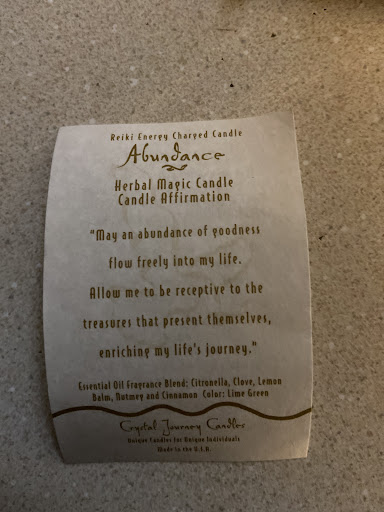 Reiki Energy Charged Candle
Abundance
Herbal Magic Candle
Candle Affirmation
"May an abundance of goodness
flow freely into my life.
Allow me to be receptive to the
treasures that present themselves,
enriching my life's journey."
Essential Oil Fragrance Blend: Citronella, Clove, Lemon
Balm, Nutmeg and Cinnamon Color: Lime Green
Crystal Journey Candles
Unique Candles for Unique Individuals
Made in the U.S.A.